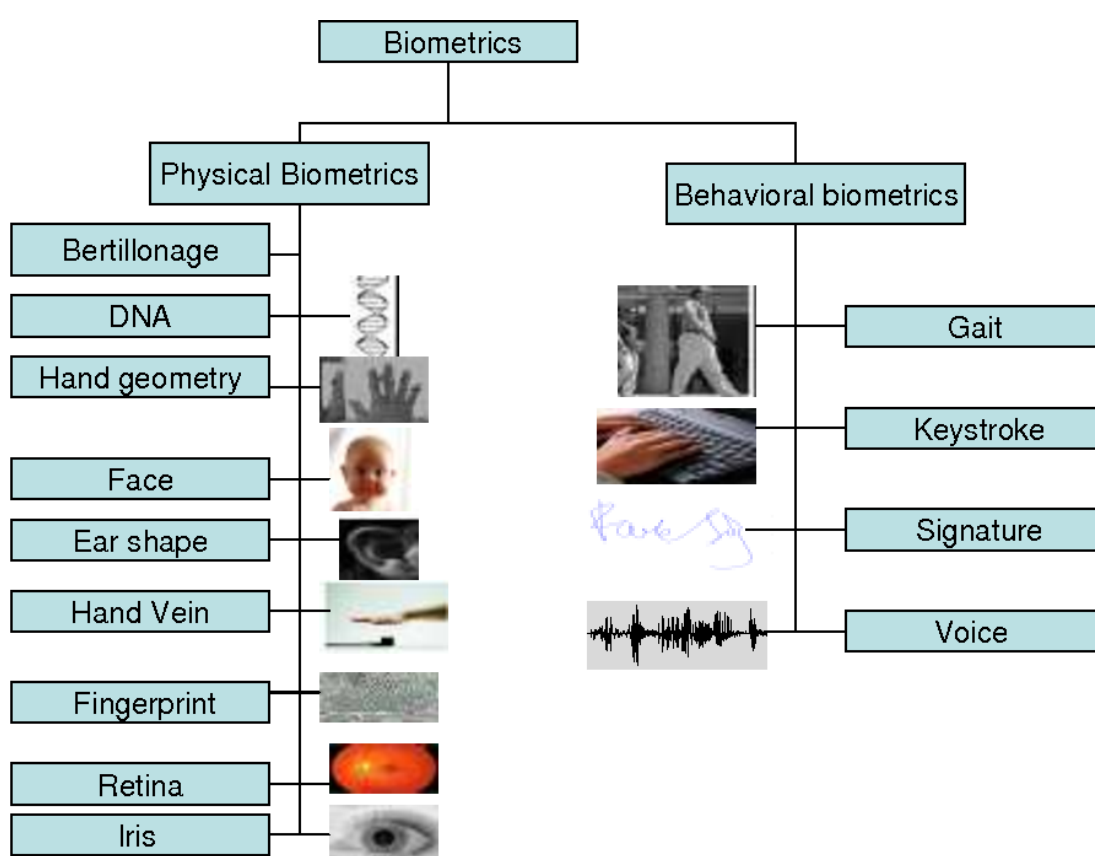 Biometrics
Physical Biometrics
Behavioral biometrics
Bertillonage
DNA
Hand geometry
Face
Ear shape
Hand Vein
Fingerprint
Retina
Iris
Gait
Keystroke
Signature
Voice